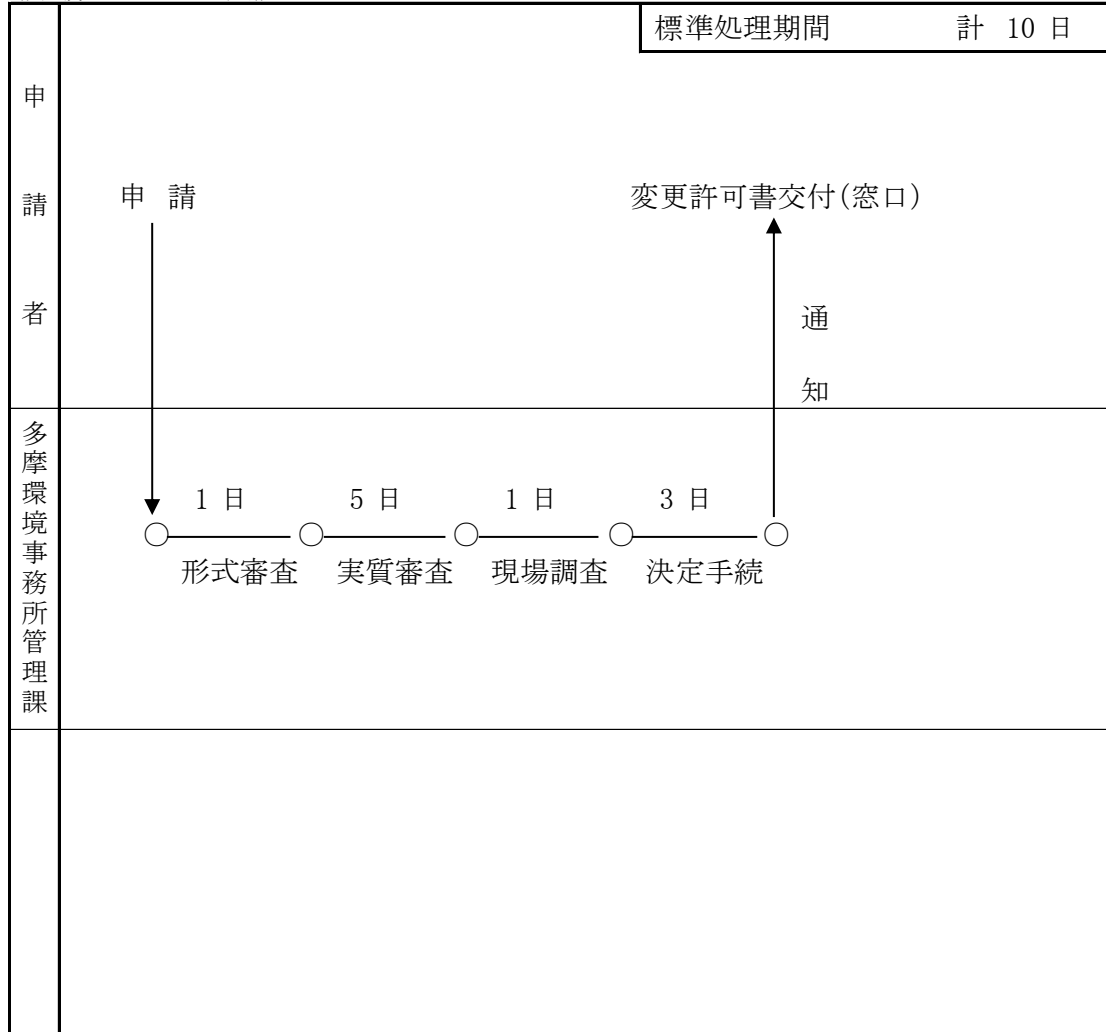 標準処理期間 計 10 日
申請者
申 請
変更許可書交付(窓口)
通知
多摩環境事務所管理課
1 日 5 日 1 日 3 日
形式審査 実質審査 現場調査 決定手続